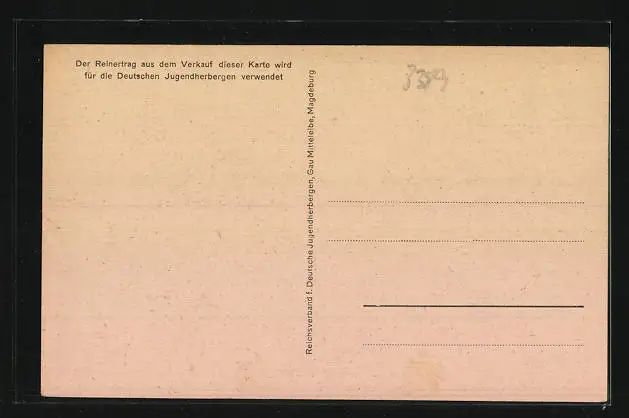 Der Reinertrag aus dem Verkauf dieser Karte wird
für die Deutschen Jugendherbergen verwendet
Reichsverband f. Deutsche Jugendherbergen, Gau Mittelelbe, Magdeburg